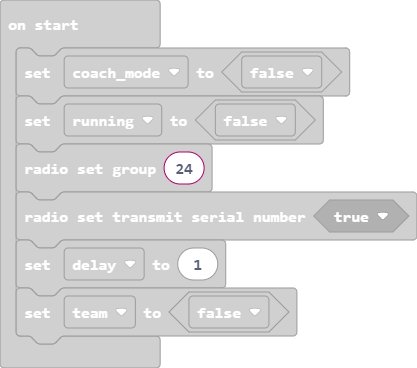 on start
set coach_mode to false
set running to false
radio set group 24
radio set transmit serial number true
set delay to 1
set team to false